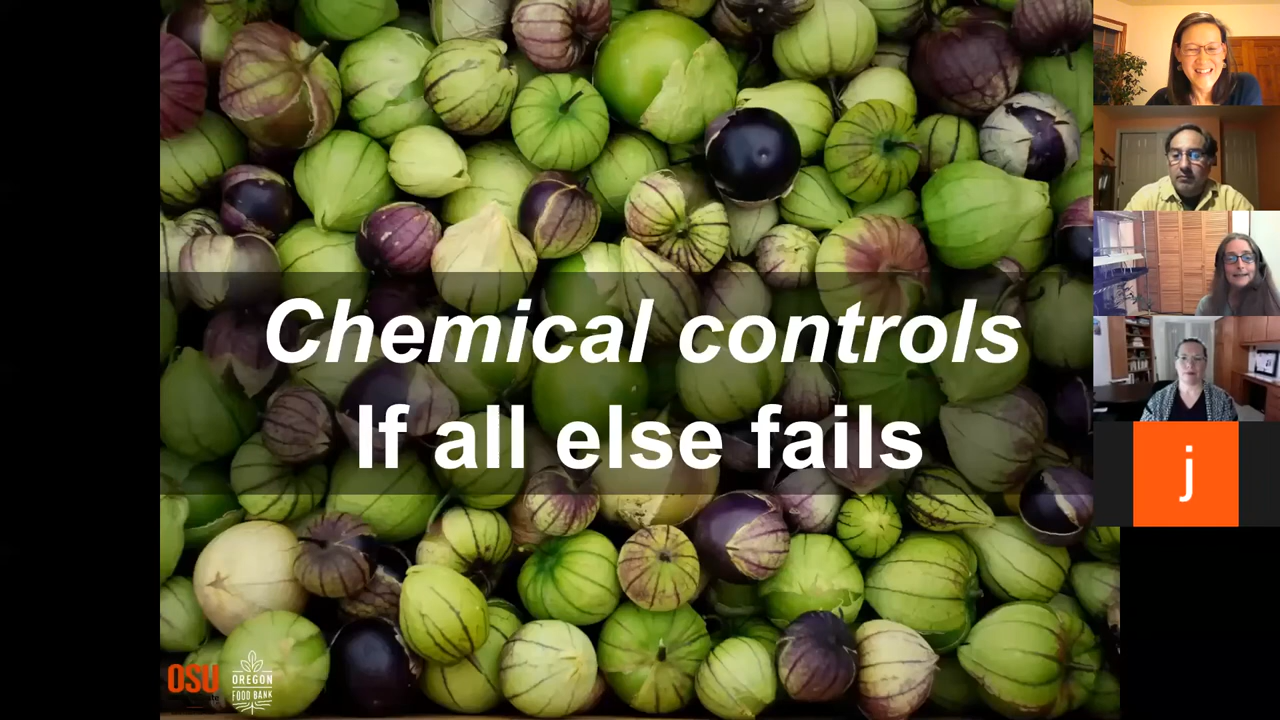 Chemical controls
If all else fails
j
OSU
OREGON
FOOD BANK